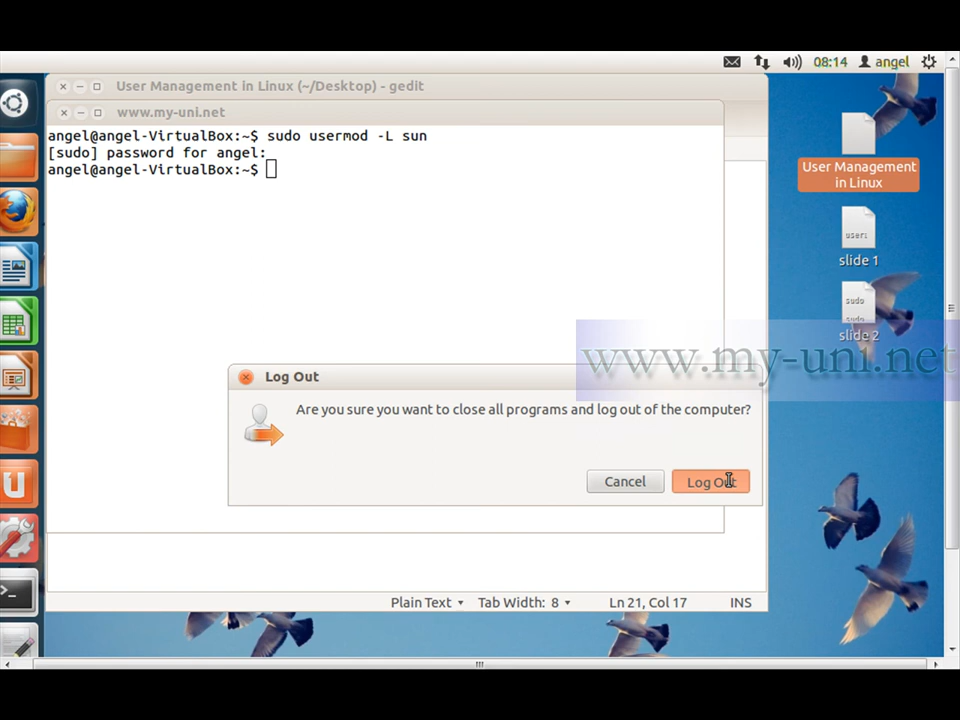 08:14 angel
User Management in Linux (~/Desktop) - gedit
www.my-uni.net
angel@angel-VirtualBox:~$ sudo usermod -L sun
[sudo] password for angel:
angel@angel-VirtualBox:~$
User Management
in Linux
users
slide 1
sudo
sudo
slide 2
www.my-uni.net
Log Out
Are you sure you want to close all programs and log out of the computer?
Cancel
Log Out
Plain Text Tab Width: 8 Ln 21, Col 17 INS